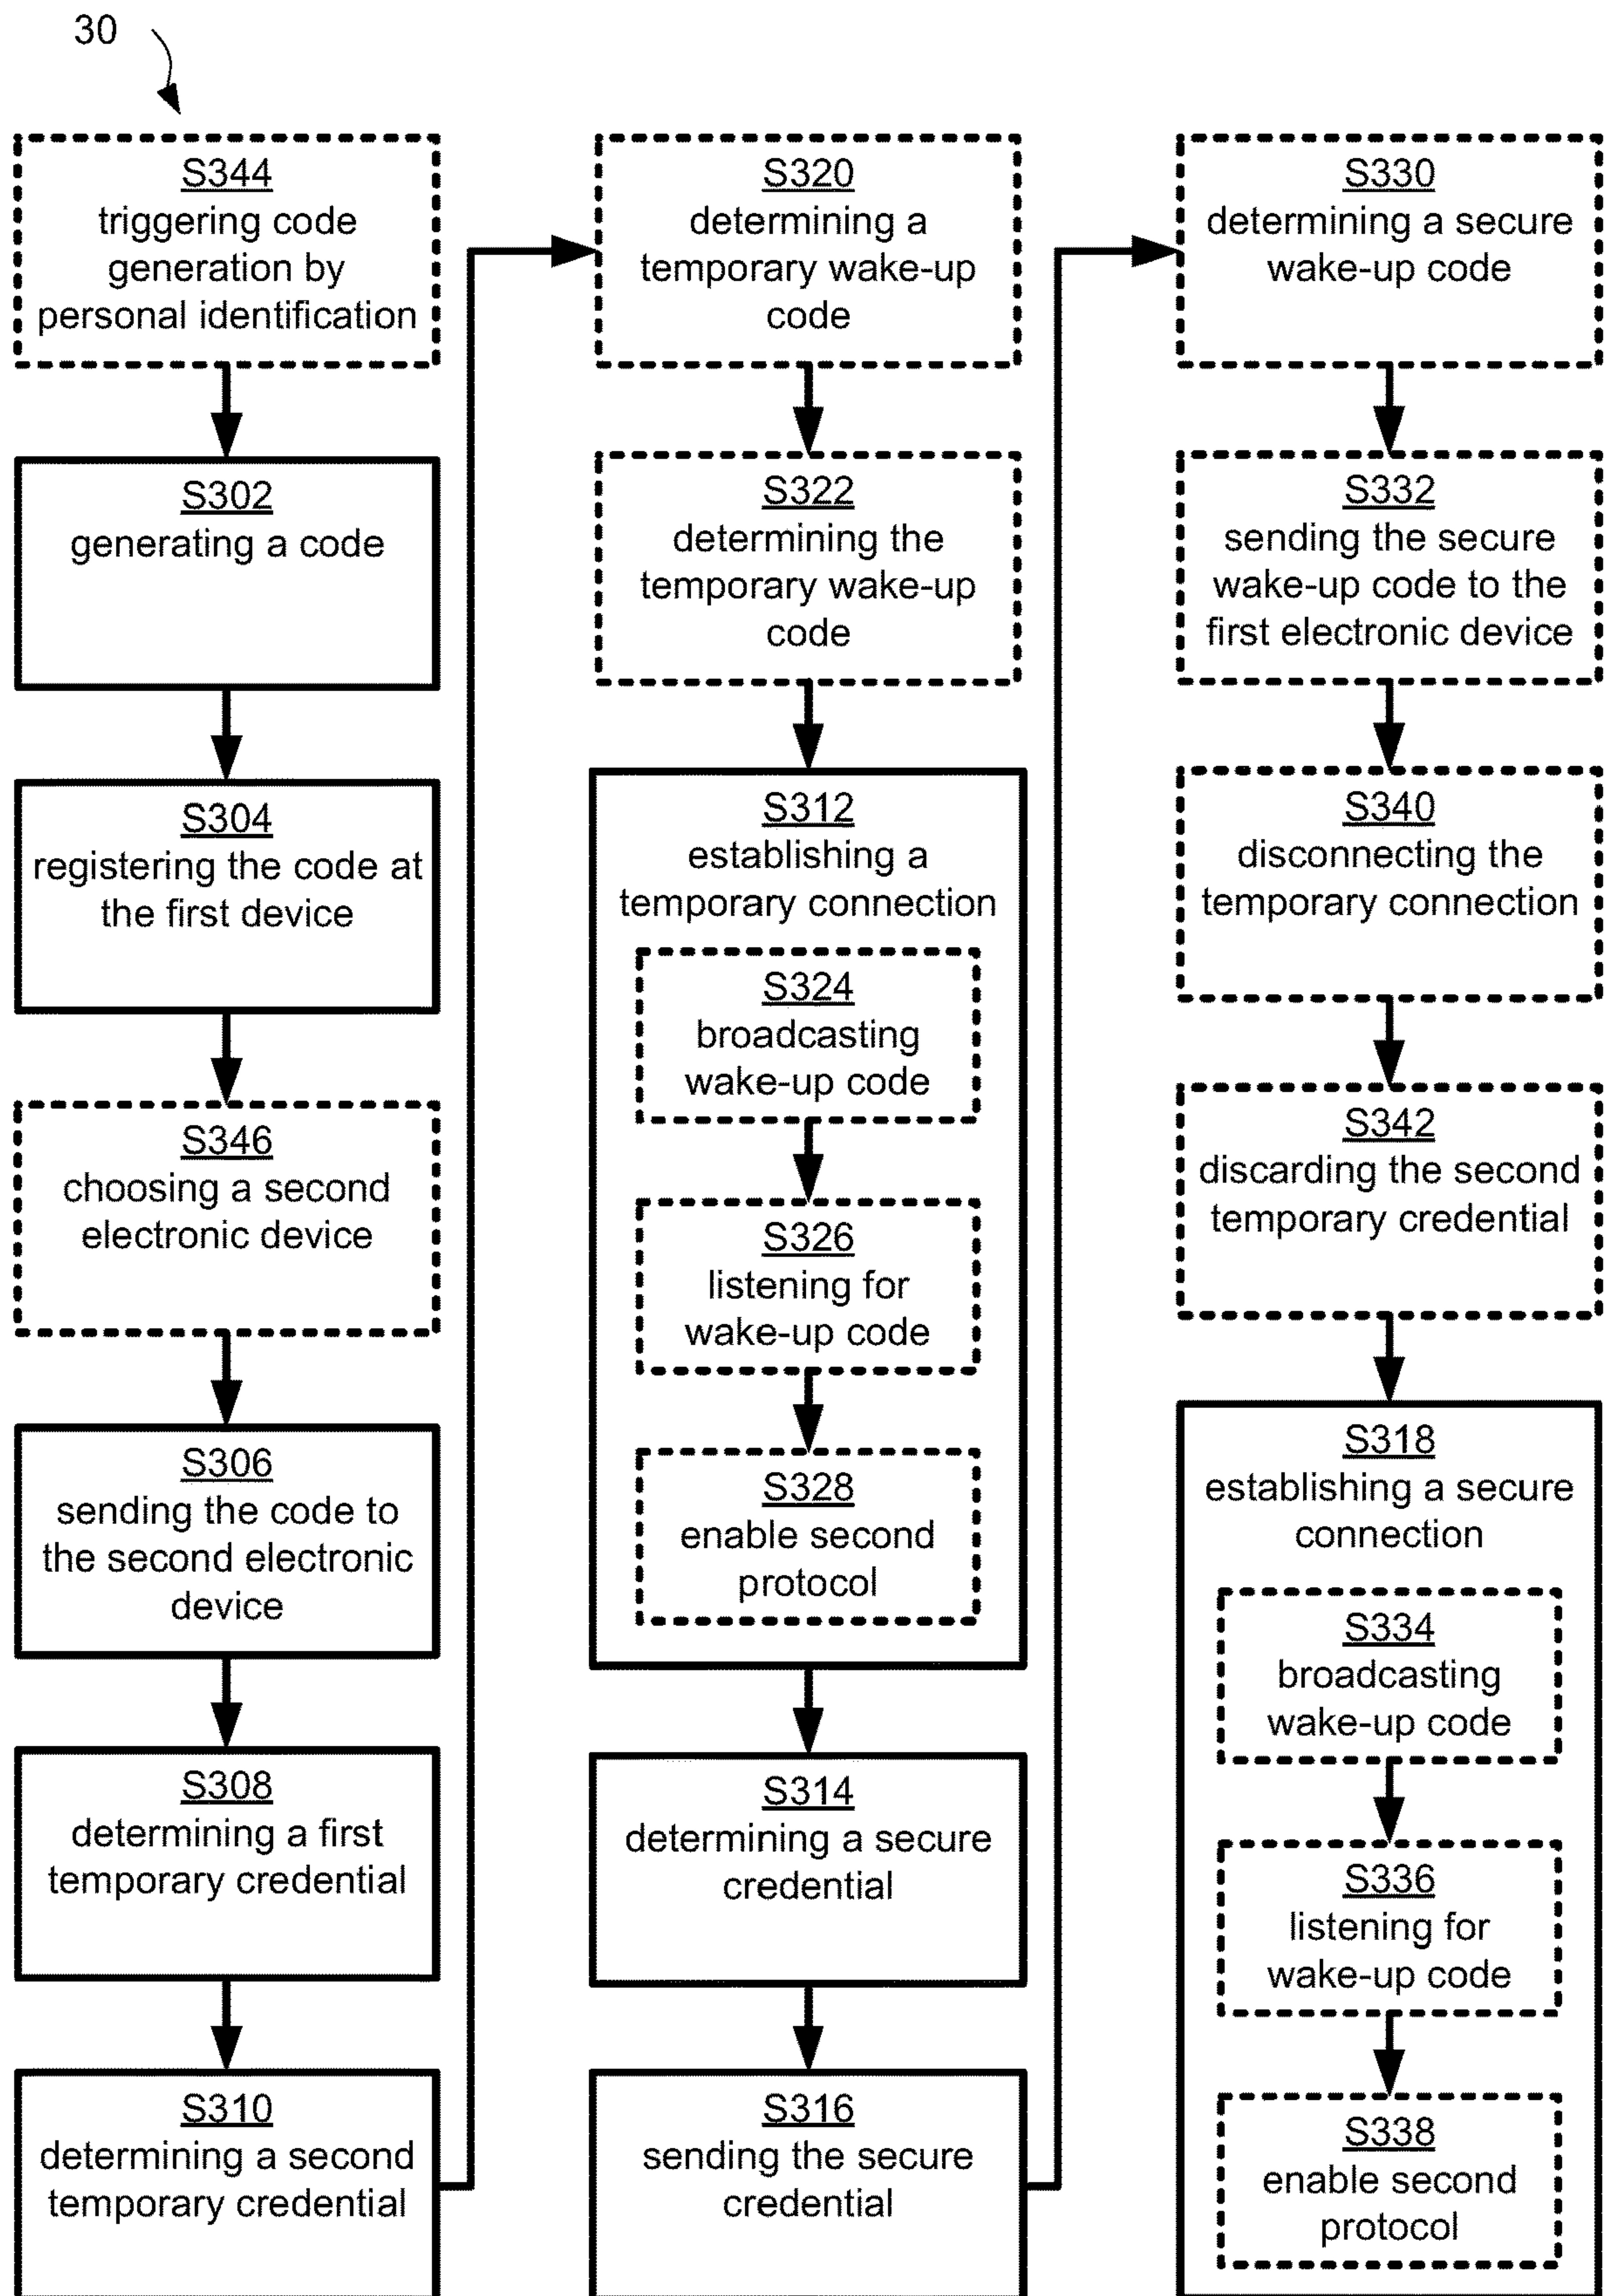 30
S344
triggering code
generation by
personal identification
S302
generating a code
S304
registering the code at
the first device
S346
choosing a second
electronic device
S306
sending the code to
the second electronic
device
S308
determining a first
temporary credential
S310
determining a second
temporary credential
S320
determining a
temporary wake-up
code
S322
determining the
temporary wake-up
code
S312
establishing a
temporary connection
S324
broadcasting
wake-up code
S326
listening for
wake-up code
S328
enable second
protocol
S314
determining a secure
credential
S316
sending the secure
credential
S330
determining a secure
wake-up code
S332
sending the secure
wake-up code to the
first electronic device
S340
disconnecting the
temporary connection
S342
discarding the second
temporary credential
S318
establishing a secure
connection
S334
broadcasting
wake-up code
S336
listening for
wake-up code
S338
enable second
protocol